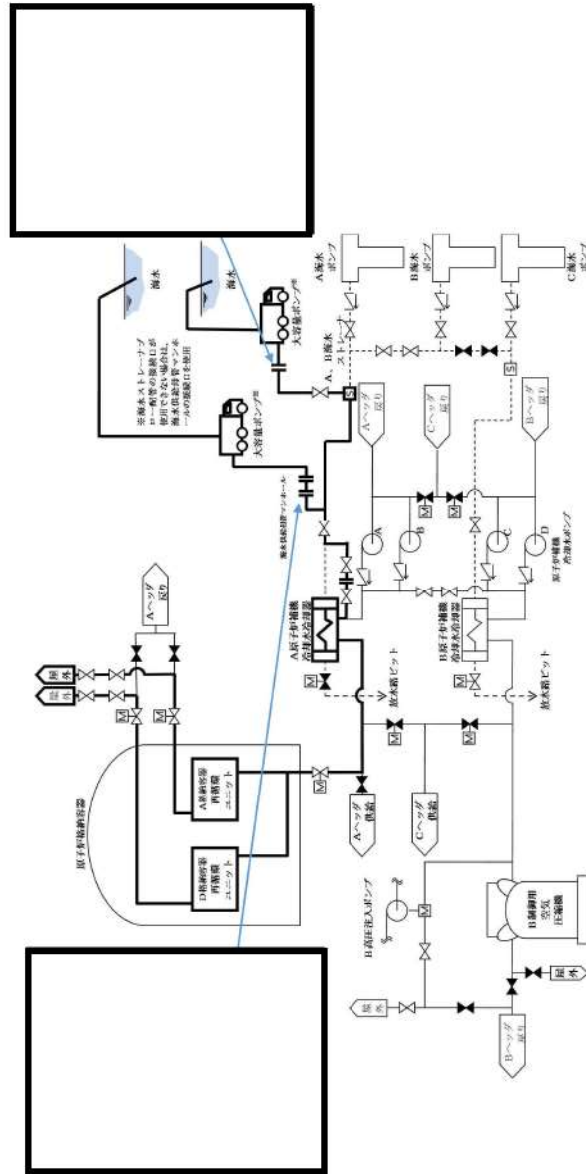 海水
海水
※海水ストレーナブ
ロー配管の接続口が
使用できない場合は、
海水供給母管マンホ
ールの接続口を使用
大容量ポンプ※
大容量ポンプ※
海水供給母管マンホール
A、B海水
ストレーナ
A海水
ポンプ
B海水
ポンプ
C海水
ポンプ
Aヘッダ
戻り
Cヘッダ
戻り
Bヘッダ
戻り
A
B
C
D
原子炉補機
冷却水ポンプ
S
S
Aヘッダ
戻り
屋外
屋外
M
M
原子炉格納容器
A格納容器
再循環
ユニット
D格納容器
再循環
ユニット
A原子炉補機
冷却水冷却器
B原子炉補機
冷却水冷却器
M
M
放水路ピット
放水路ピット
M
M
M
M
M
Aヘッダ
供給
Cヘッダ
供給
B高圧注入ポンプ
M
B制御用
空気
圧縮機
屋外
屋外
Bヘッダ
戻り